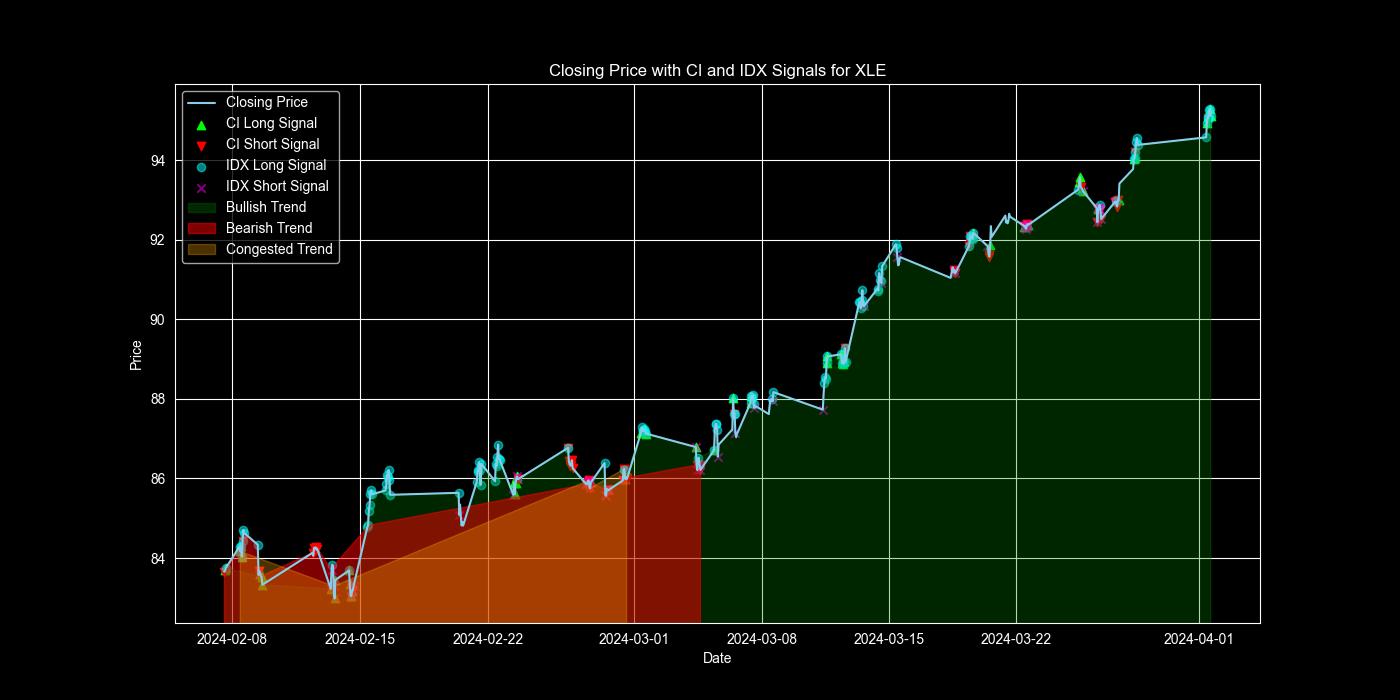 Closing Price with CI and IDX Signals for XLE
Closing Price
CI Long Signal
CI Short Signal
IDX Long Signal
IDX Short Signal
Bullish Trend
Bearish Trend
Congested Trend
94
92
90
88
86
84
Price
2024-02-08
2024-02-15
2024-02-22
2024-03-01
2024-03-08
2024-03-15
2024-03-22
2024-04-01
Date